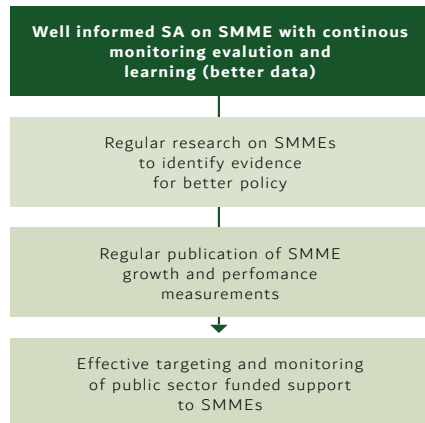 Well informed SA on SMME with continous
monitoring evalution and
learning (better data)
Regular research on SMMEs
to identify evidence
for better policy
Regular publication of SMME
growth and perfomance
measurements
Effective targeting and monitoring
of public sector funded support
to SMMEs